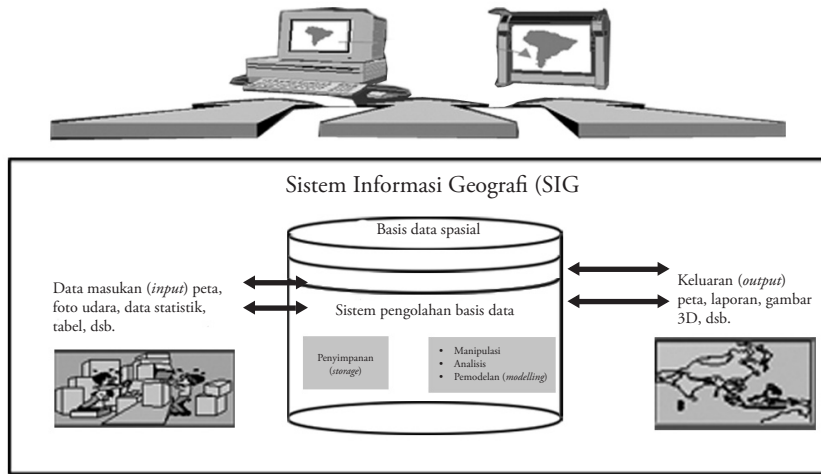 Sistem Informasi Geografi (SIG
Basis data spasial
Data masukan (input) peta,
foto udara, data statistik,
tabel, dsb.
Sistem pengolahan basis data
Penyimpanan
(storage)
• Manipulasi
• Analisis
• Pemodelan (modelling)
Keluaran (output)
peta, laporan, gambar
3D, dsb.